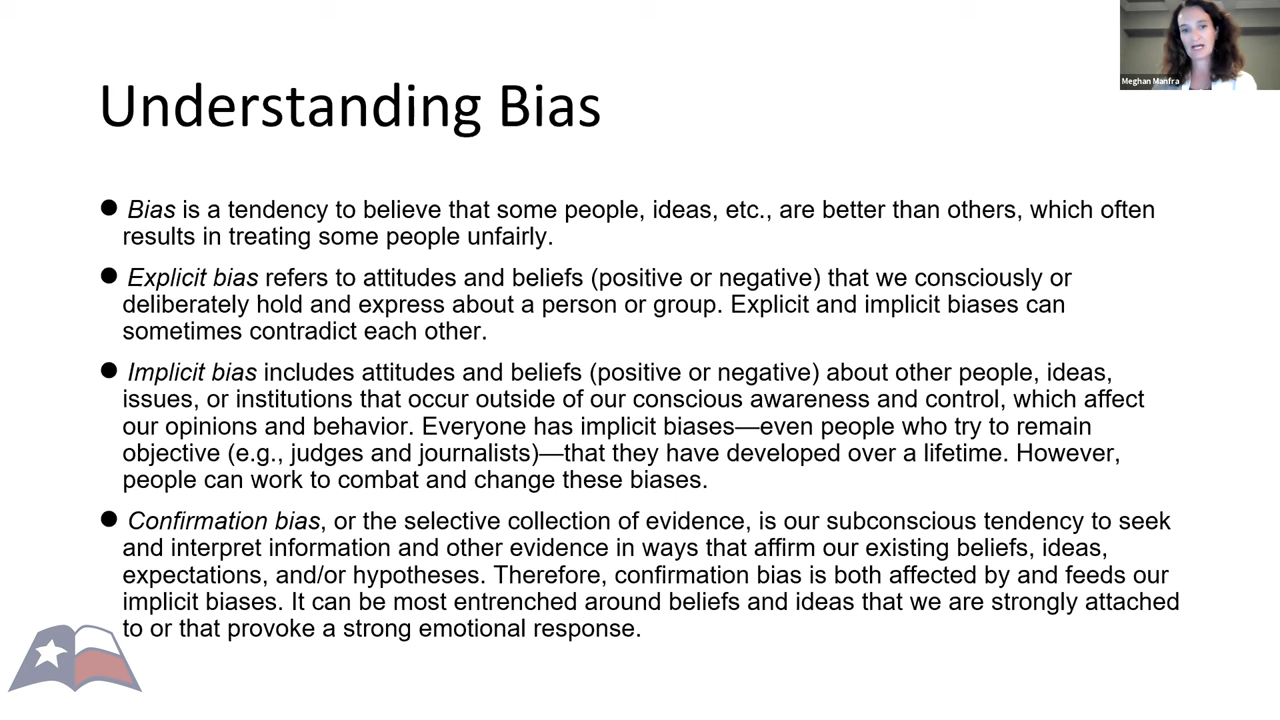 Meghan Manfra
Understanding Bias
● Bias is a tendency to believe that some people, ideas, etc., are better than others, which often
results in treating some people unfairly.
● Explicit bias refers to attitudes and beliefs (positive or negative) that we consciously or
deliberately hold and express about a person or group. Explicit and implicit biases can
sometimes contradict each other.
● Implicit bias includes attitudes and beliefs (positive or negative) about other people, ideas,
issues, or institutions that occur outside of our conscious awareness and control, which affect
our opinions and behavior. Everyone has implicit biases—even people who try to remain
objective (e.g., judges and journalists)—that they have developed over a lifetime. However,
people can work to combat and change these biases.
● Confirmation bias, or the selective collection of evidence, is our subconscious tendency to seek
and interpret information and other evidence in ways that affirm our existing beliefs, ideas,
expectations, and/or hypotheses. Therefore, confirmation bias is both affected by and feeds our
implicit biases. It can be most entrenched around beliefs and ideas that we are strongly attached
to or that provoke a strong emotional response.